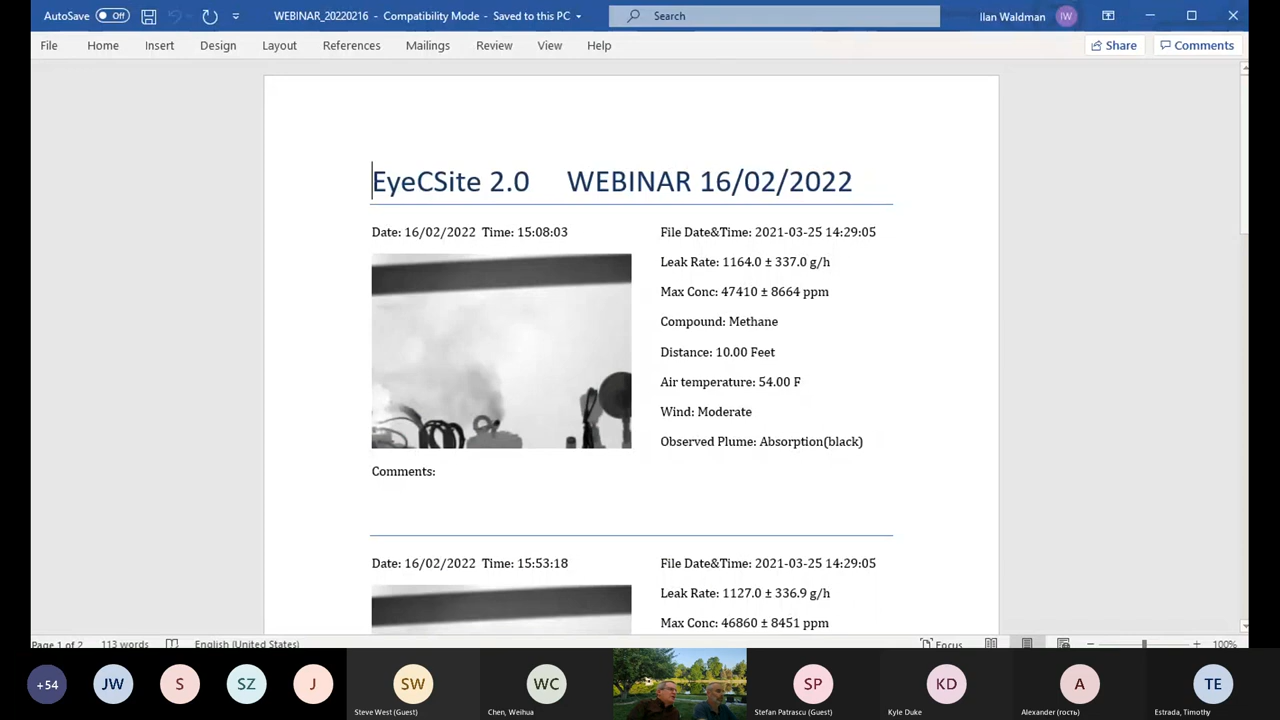 AutoSave Off WEBINAR_20220216 - Compatibility Mode - Saved to this PC Search Ilan Waldman IW
File Home Insert Design Layout References Mailings Review View Help Share Comments
EyeCSite 2.0 WEBINAR 16/02/2022
Date: 16/02/2022 Time: 15:08:03
File Date&Time: 2021-03-25 14:29:05
Leak Rate: 1164.0 ± 337.0 g/h
Max Conc: 47410 ± 8664 ppm
Compound: Methane
Distance: 10.00 Feet
Air temperature: 54.00 F
Wind: Moderate
Observed Plume: Absorption(black)
Comments:
Date: 16/02/2022 Time: 15:53:18
File Date&Time: 2021-03-25 14:29:05
Leak Rate: 1127.0 ± 336.9 g/h
Max Conc: 46860 ± 8451 ppm
Page 1 of 2 113 words English (United States) Focus 100%
+54 JW S SZ J SW WC SP KD A TE
Steve West (Guest) Chen, Weihua Stefan Patrascu (Guest) Kyle Duke Alexander (гость) Estrada, Timothy